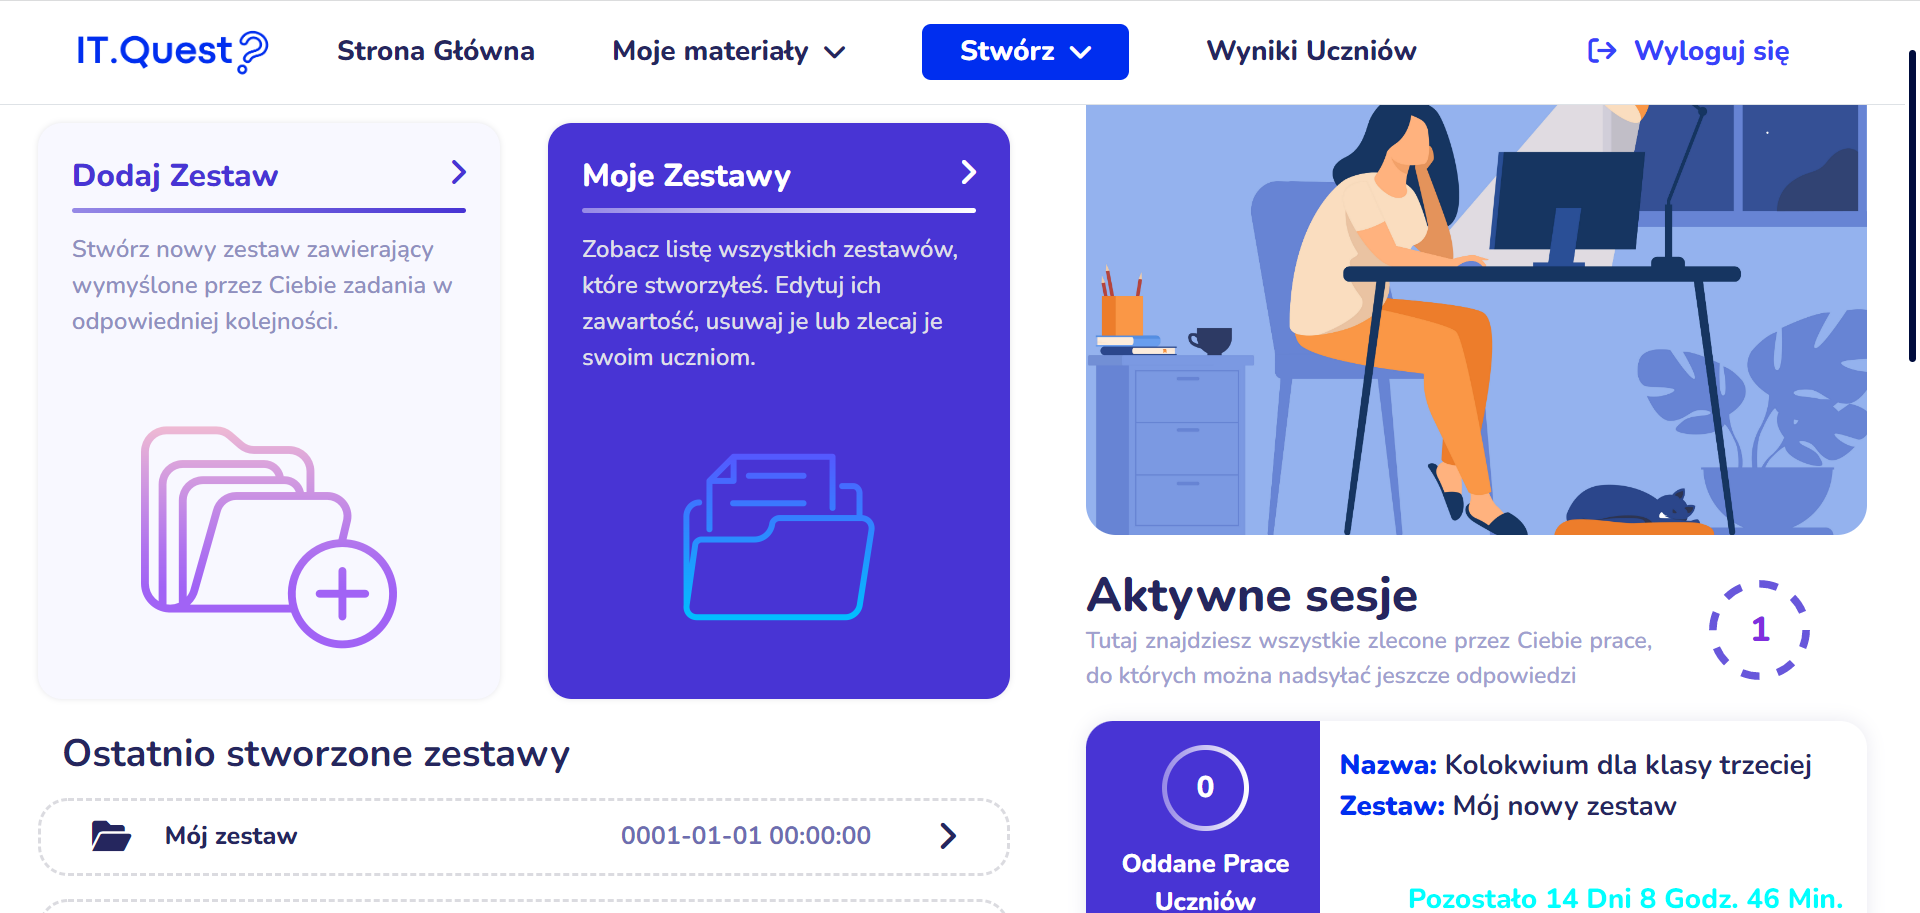 IT.Quest
Strona Główna
Moje materiały
Stwórz
Wyniki Uczniów
Wyloguj się
Dodaj Zestaw
Stwórz nowy zestaw zawierający
wymyślone przez Ciebie zadania w
odpowiedniej kolejności.
Moje Zestawy
Zobacz listę wszystkich zestawów,
które stworzyłeś. Edytuj ich
zawartość, usuwaj je lub zlecaj je
swoim uczniom.
Ostatnio stworzone zestawy
Mój zestaw
0001-01-01 00:00:00
Aktywne sesje
Tutaj znajdziesz wszystkie zlecone przez Ciebie prace,
do których można nadsyłać jeszcze odpowiedzi
1
0
Oddane Prace
Uczniów
Nazwa: Kolokwium dla klasy trzeciej
Zestaw: Mój nowy zestaw
Pozostało 14 Dni 8 Godz. 46 Min.